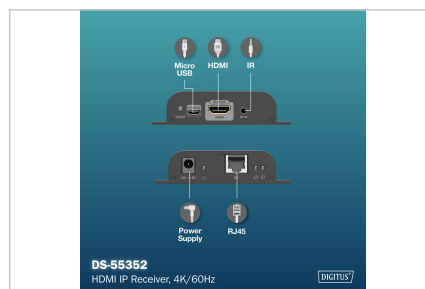 Micro
USB
HDMI
IR
Power
Supply
RJ45
DS-55352
HDMI IP Receiver, 4K/60Hz
DIGITUS®